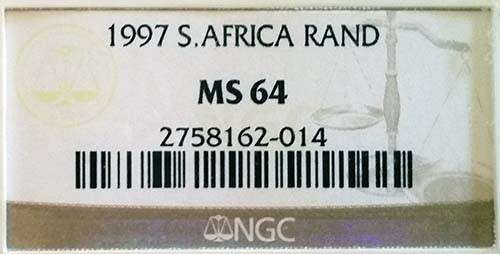 1997 S.AFRICA RAND
MS 64
2758162-014
NGC